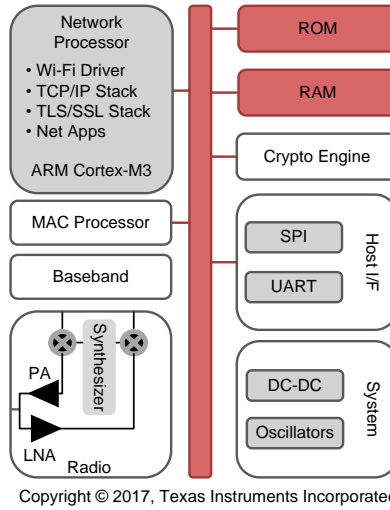 Network
Processor
• Wi-Fi Driver
• TCP/IP Stack
• TLS/SSL Stack
• Net Apps
ARM Cortex-M3
MAC Processor
Baseband
Synthesizer
PA
LNA
Radio
ROM
RAM
Crypto Engine
SPI
UART
Host I/F
DC-DC
Oscillators
System
Copyright © 2017, Texas Instruments Incorporated